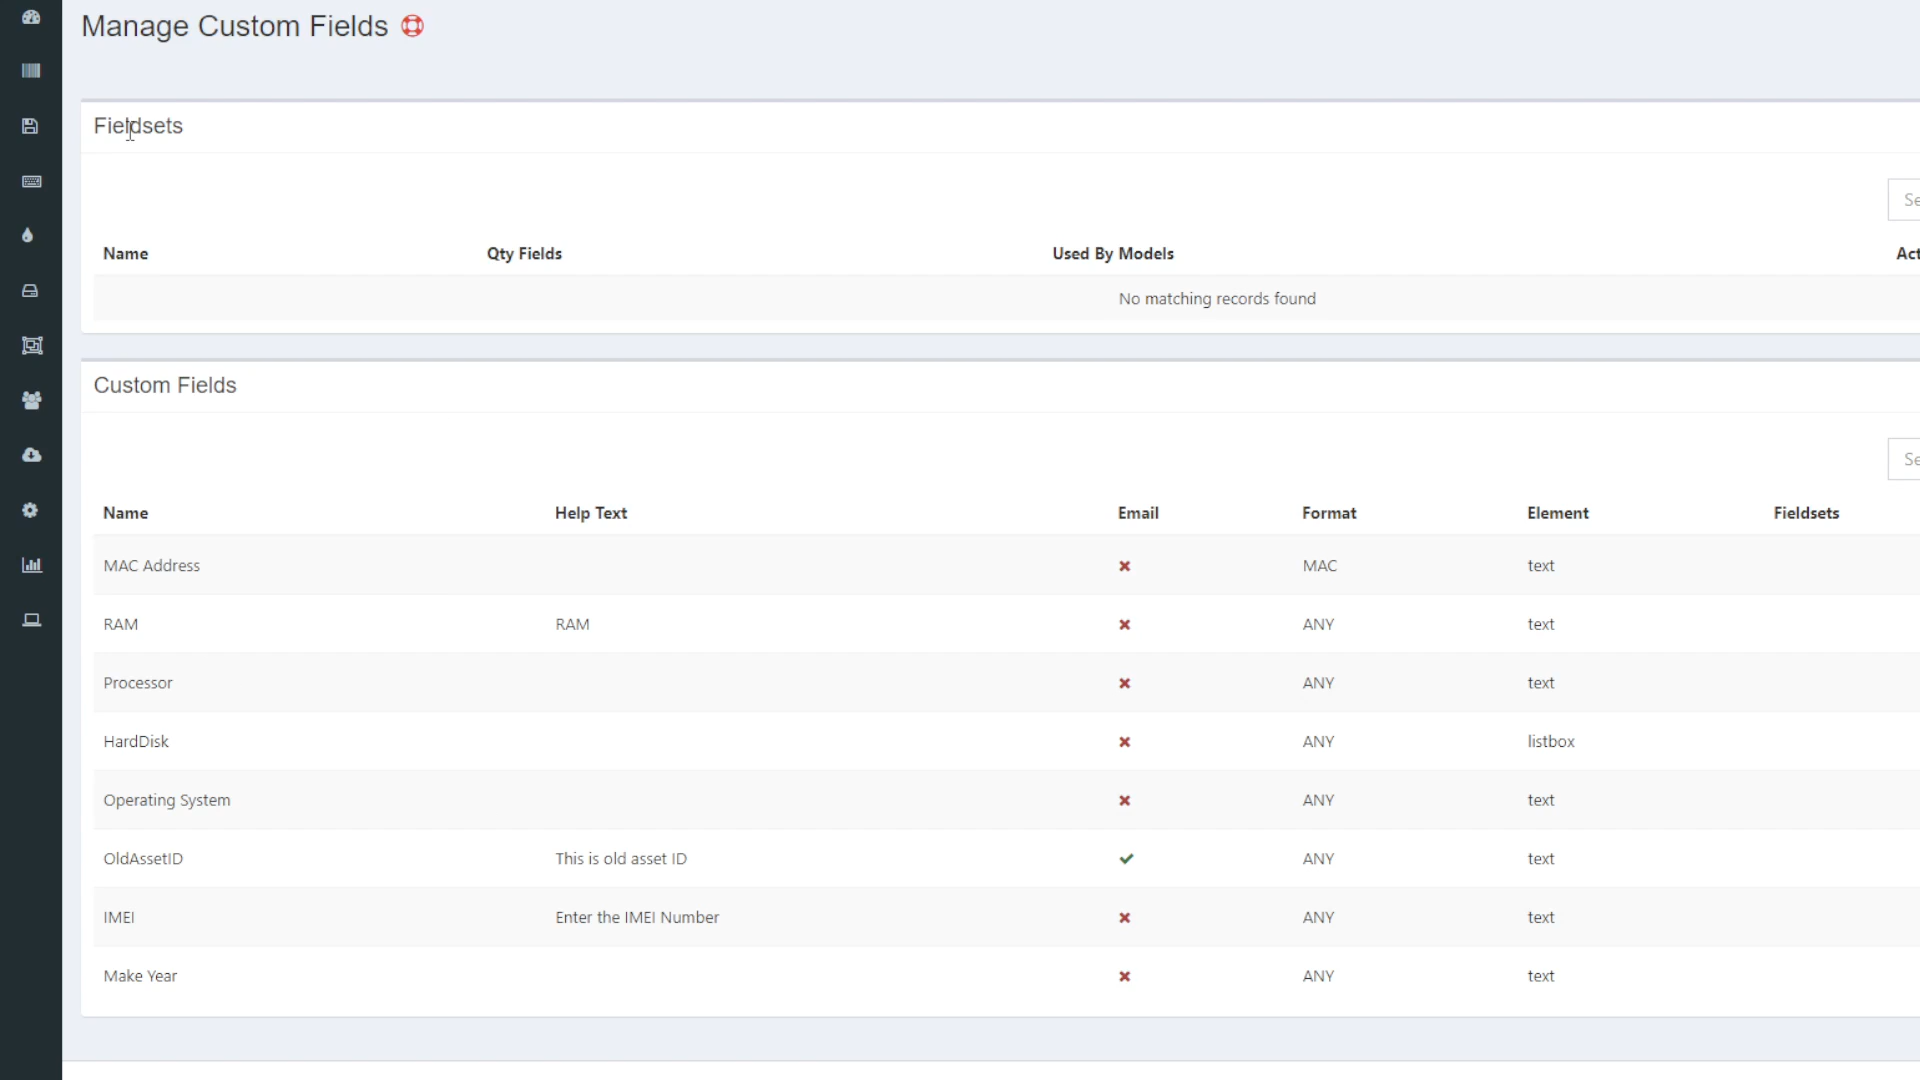 Manage Custom Fields
Fieldsets
Se
Name Qty Fields Used By Models Act
No matching records found
Custom Fields
Se
Name Help Text Email Format Element Fieldsets
MAC Address MAC text
RAM RAM ANY text
Processor ANY text
HardDisk ANY listbox
Operating System ANY text
OldAssetID This is old asset ID ANY text
IMEI Enter the IMEI Number ANY text
Make Year ANY text